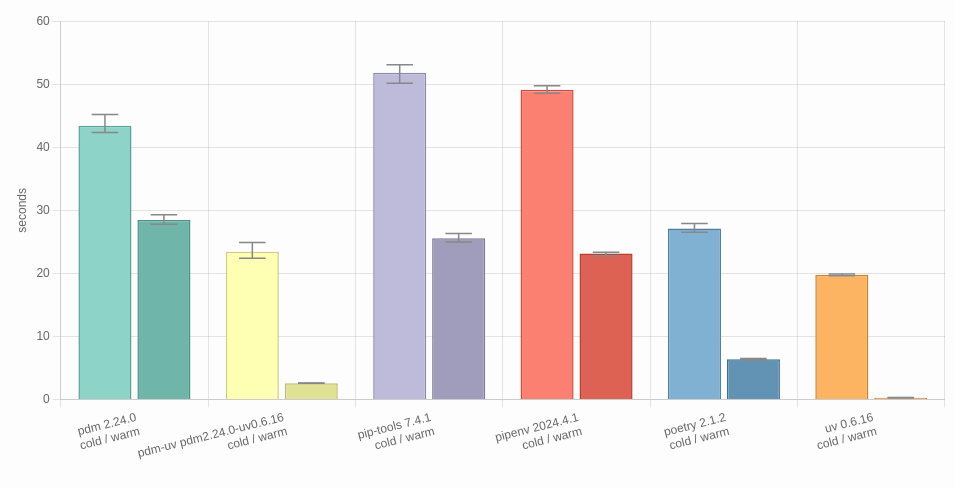 60
50
40
30
20
10
0
seconds
pdm 2.24.0
cold / warm
pdm-uv pdm2.24.0-uv0.6.16
cold / warm
pip-tools 7.4.1
cold / warm
pipenv 2024.4.1
cold / warm
poetry 2.1.2
cold / warm
uv 0.6.16
cold / warm